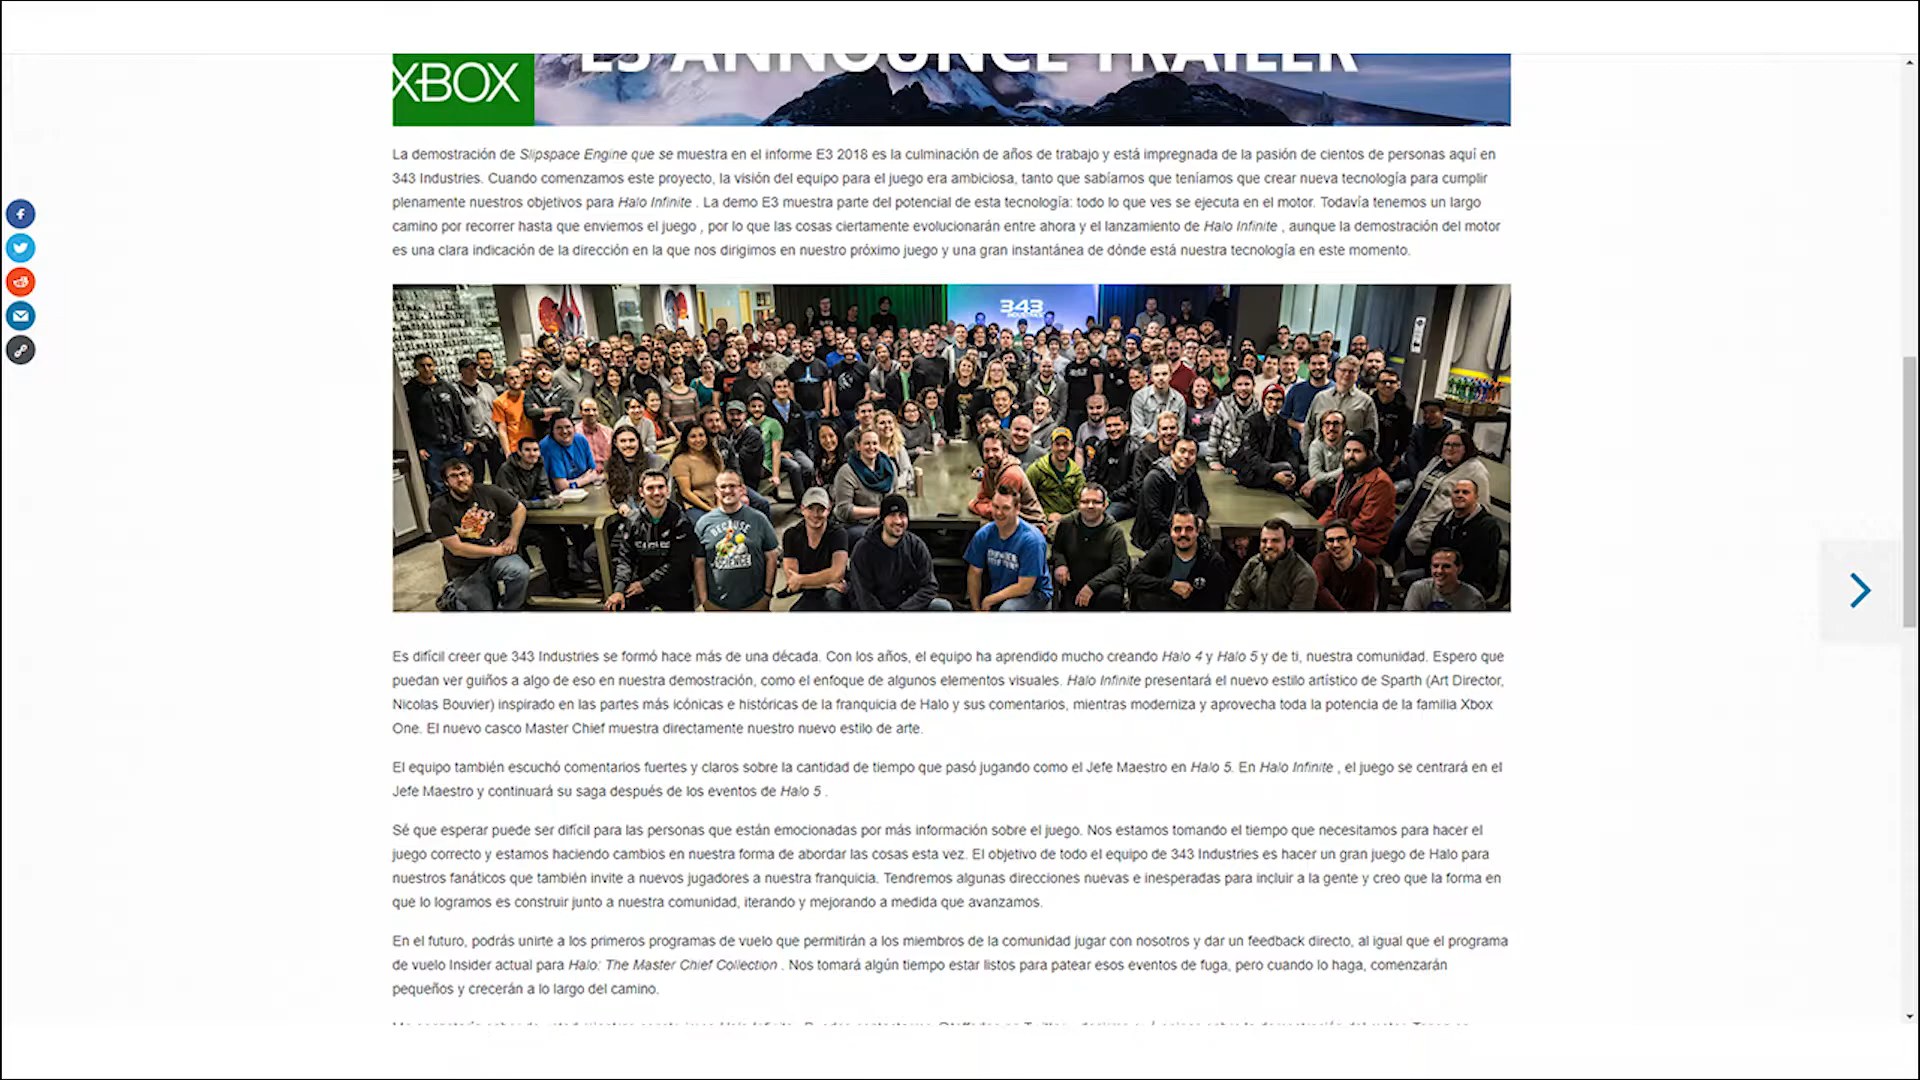 E3 ANNOUNCE TRAILER
XBOX
La demostración de Slipspace Engine que se muestra en el informe E3 2018 es la culminación de años de trabajo y está impregnada de la pasión de cientos de personas aquí en
343 Industries. Cuando comenzamos este proyecto, la visión del equipo para el juego era ambiciosa, tanto que sabíamos que teníamos que crear nueva tecnología para cumplir
plenamente nuestros objetivos para Halo Infinite . La demo E3 muestra parte del potencial de esta tecnología: todo lo que ves se ejecuta en el motor. Todavía tenemos un largo
camino por recorrer hasta que enviemos el juego , por lo que las cosas ciertamente evolucionarán entre ahora y el lanzamiento de Halo Infinite , aunque la demostración del motor
es una clara indicación de la dirección en la que nos dirigimos en nuestro próximo juego y una gran instantánea de dónde está nuestra tecnología en este momento.
343
INDUSTRIES
BECAUSE
SCIENCE
Es difícil creer que 343 Industries se formó hace más de una década. Con los años, el equipo ha aprendido mucho creando Halo 4 y Halo 5 y de ti, nuestra comunidad. Espero que
puedan ver guiños a algo de eso en nuestra demostración, como el enfoque de algunos elementos visuales. Halo Infinite presentará el nuevo estilo artístico de Sparth (Art Director,
Nicolas Bouvier) inspirado en las partes más icónicas e históricas de la franquicia de Halo y sus comentarios, mientras moderniza y aprovecha toda la potencia de la familia Xbox
One. El nuevo casco Master Chief muestra directamente nuestro nuevo estilo de arte.
El equipo también escuchó comentarios fuertes y claros sobre la cantidad de tiempo que pasó jugando como el Jefe Maestro en Halo 5. En Halo Infinite , el juego se centrará en el
Jefe Maestro y continuará su saga después de los eventos de Halo 5 .
Sé que esperar puede ser difícil para las personas que están emocionadas por más información sobre el juego. Nos estamos tomando el tiempo que necesitamos para hacer el
juego correcto y estamos haciendo cambios en nuestra forma de abordar las cosas esta vez. El objetivo de todo el equipo de 343 Industries es hacer un gran juego de Halo para
nuestros fanáticos que también invite a nuevos jugadores a nuestra franquicia. Tendremos algunas direcciones nuevas e inesperadas para incluir a la gente y creo que la forma en
que lo logramos es construir junto a nuestra comunidad, iterando y mejorando a medida que avanzamos.
En el futuro, podrás unirte a los primeros programas de vuelo que permitirán a los miembros de la comunidad jugar con nosotros y dar un feedback directo, al igual que el programa
de vuelo Insider actual para Halo: The Master Chief Collection . Nos tomará algún tiempo estar listos para patear esos eventos de fuga, pero cuando lo haga, comenzarán
pequeños y crecerán a lo largo del camino.